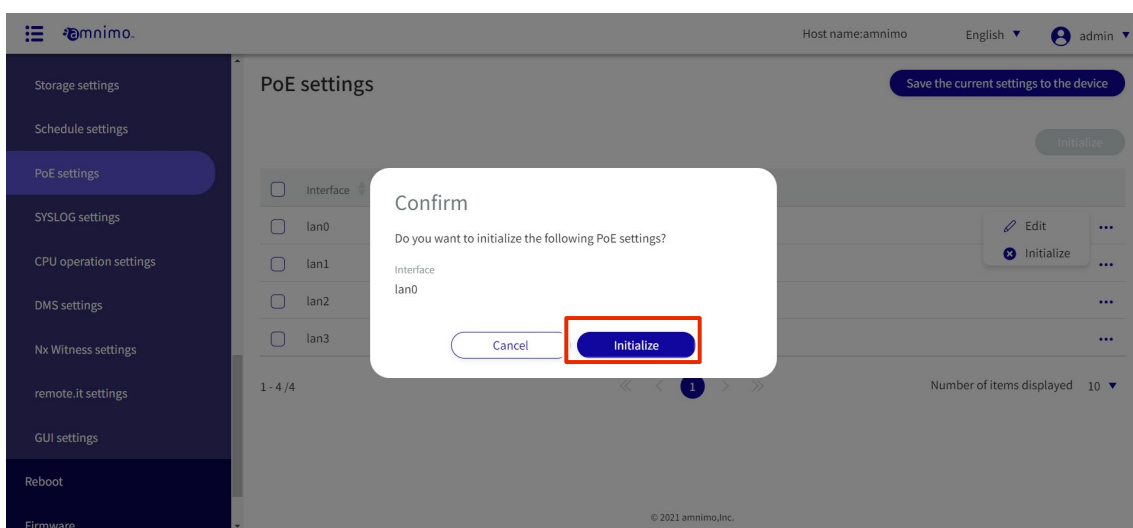 amnimo.
Host name:amnimo
English
admin
Storage settings
Schedule settings
PoE settings
SYSLOG settings
CPU operation settings
DMS settings
Nx Witness settings
remote.it settings
GUI settings
Reboot
Firmware
PoE settings
Save the current settings to the device
Initialize
Interface
lan0
lan1
lan2
lan3
Edit
Initialize
Confirm
Do you want to initialize the following PoE settings?
Interface
lan0
Cancel
Initialize
1 - 4 /4
1
Number of items displayed 10
© 2021 amnimo,Inc.